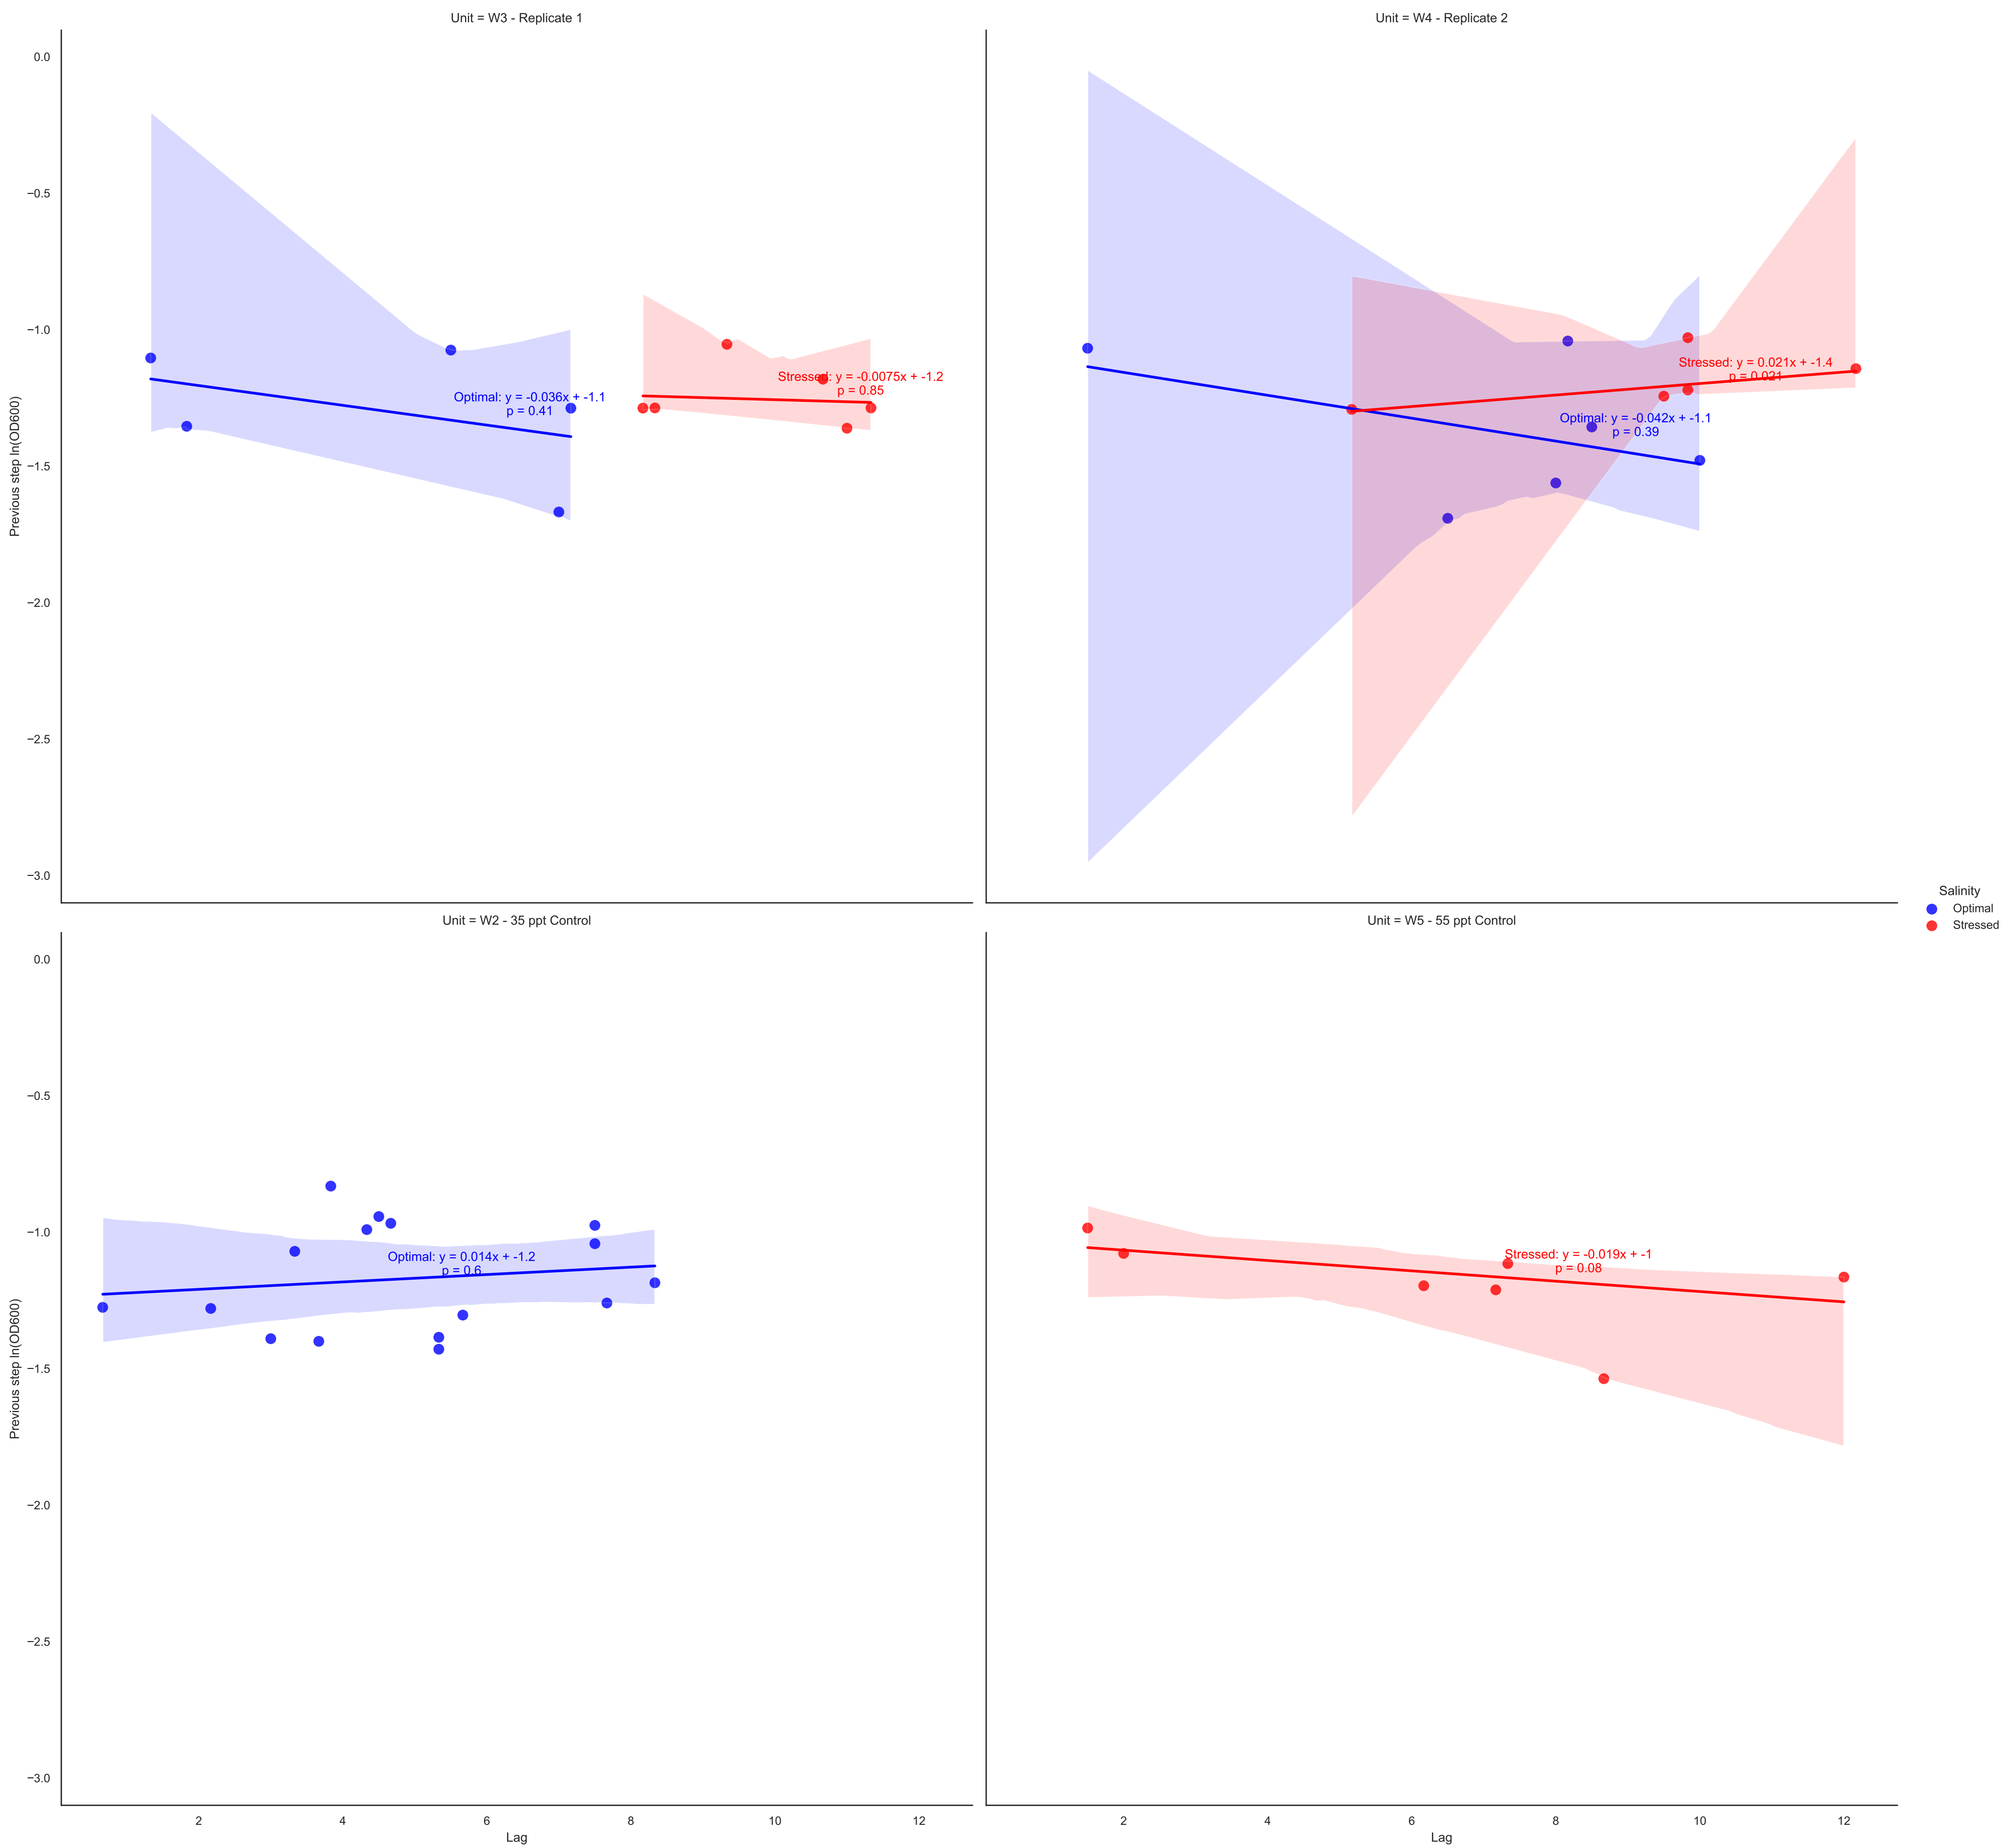 Unit = W3 - Replicate 1
Unit = W4 - Replicate 2
0.0
−0.5
−1.0
−1.5
−2.0
−2.5
−3.0
Previous step ln(OD600)
Optimal: y = -0.036x + -1.1
p = 0.41
Stressed: y = -0.0075x + -1.2
p = 0.85
Stressed: y = 0.021x + -1.4
p = 0.021
Optimal: y = -0.042x + -1.1
p = 0.39
Salinity
Optimal
Stressed
Unit = W2 - 35 ppt Control
Unit = W5 - 55 ppt Control
0.0
−0.5
−1.0
−1.5
−2.0
−2.5
−3.0
Previous step ln(OD600)
Optimal: y = 0.014x + -1.2
p = 0.6
Stressed: y = -0.019x + -1
p = 0.08
2 4 6 8 10 12
Lag
2 4 6 8 10 12
Lag